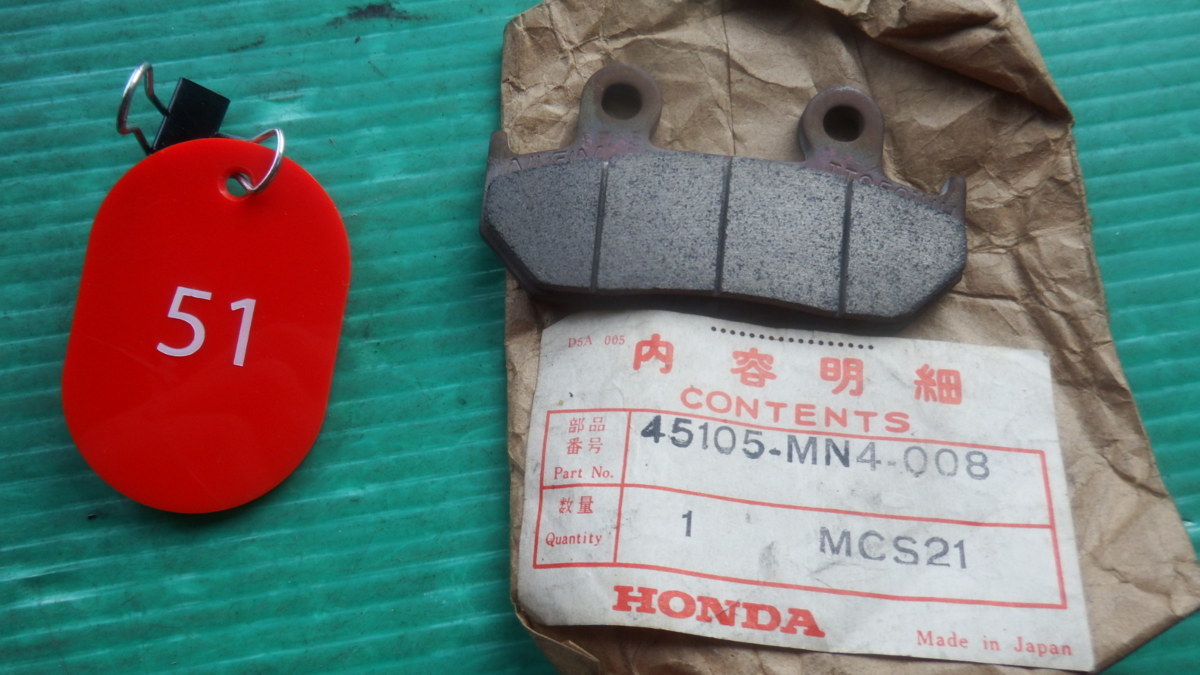 51
DSA 005
内容明細
CONTENTS
部品
番号
Part No.
45105-MN4-008
数量
Quantity
1
MCS21
HONDA
Made in Japan